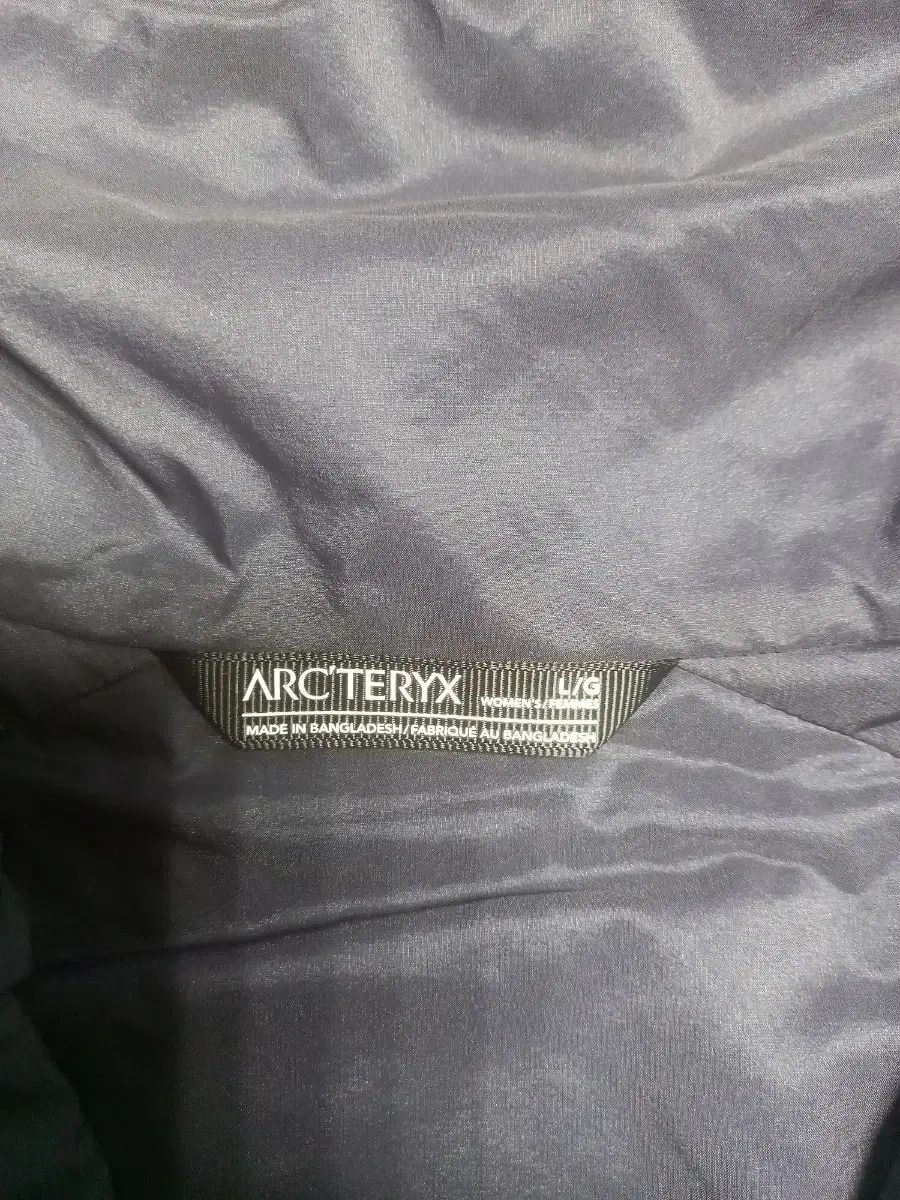 ARC'TERYX L/G
WOMEN'S/FEMMES
MADE IN BANGLADESH/FABRIQUÉ AU BANGLADESH